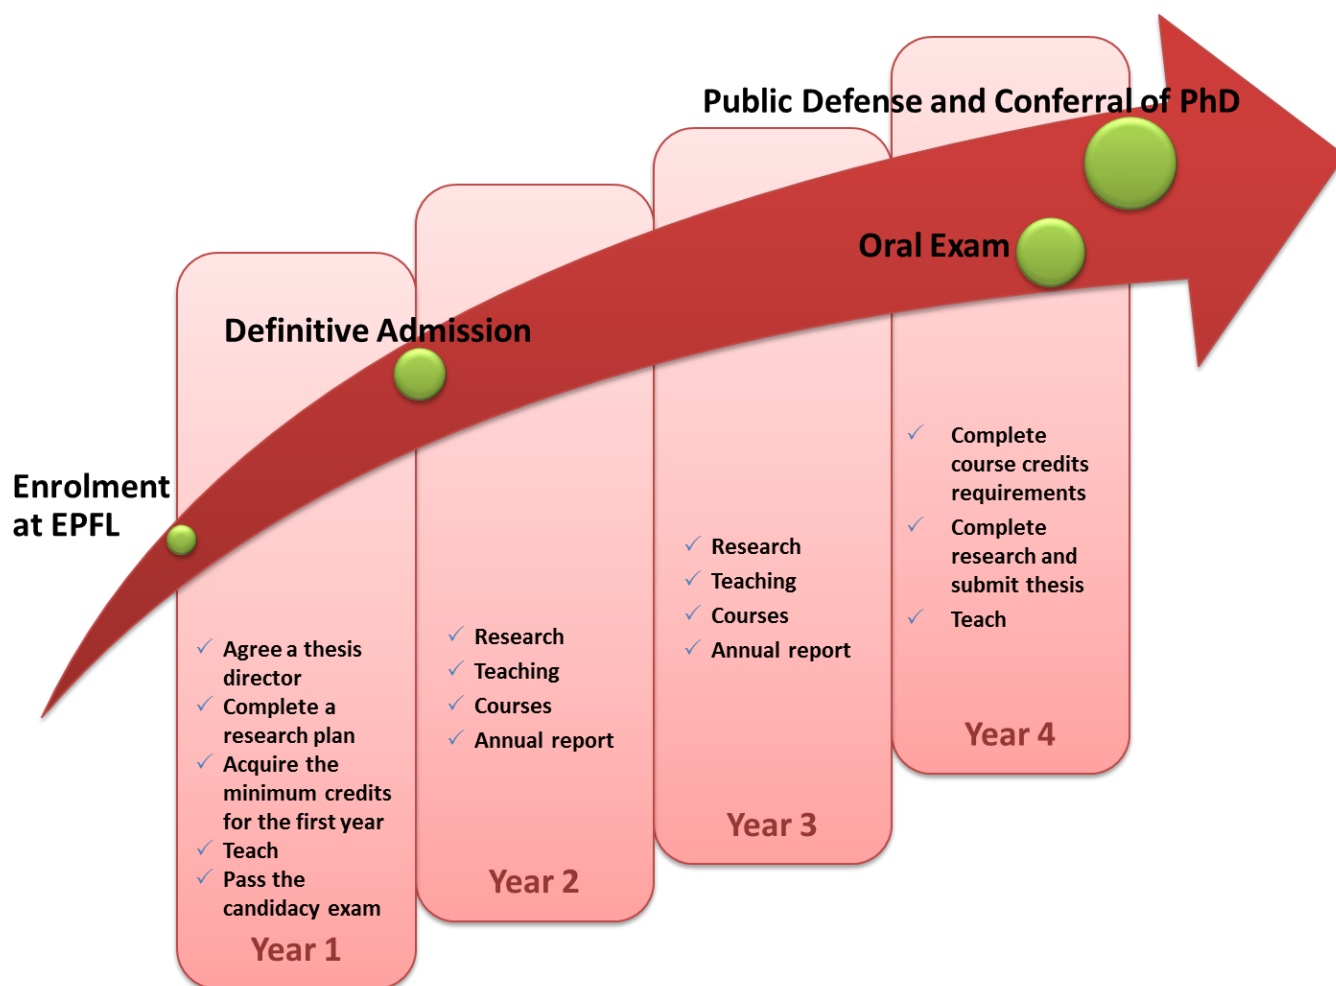 Public Defense and Conferral of PhD
Oral Exam
Definitive Admission
Enrolment
at EPFL
✓ Agree a thesis
director
✓ Complete a
research plan
✓ Acquire the
minimum credits
for the first year
✓ Teach
✓ Pass the
candidacy exam
Year 1
✓ Research
✓ Teaching
✓ Courses
✓ Annual report
Year 2
✓ Research
✓ Teaching
✓ Courses
✓ Annual report
Year 3
✓ Complete
course credits
requirements
✓ Complete
research and
submit thesis
✓ Teach
Year 4